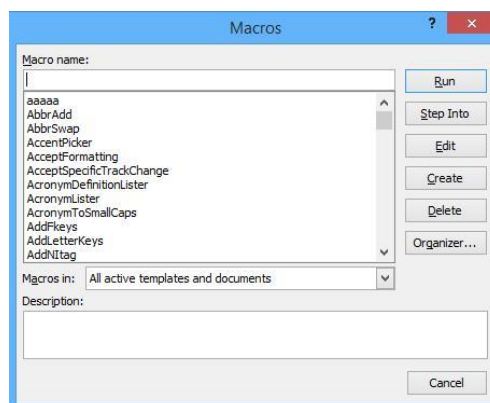 Macros
?
Macro name:
Run
aaaaa
AbbrAdd
Step Into
AbbrSwap
AccentPicker
Edit
AcceptFormatting
AcceptSpecificTrackChange
Create
AcronymDefinitionLister
AcronymLister
Delete
AcronymToSmallCaps
AddFkeys
AddLetterKeys
Organizer...
AddNItag
Macros in: All active templates and documents
Description:
Cancel